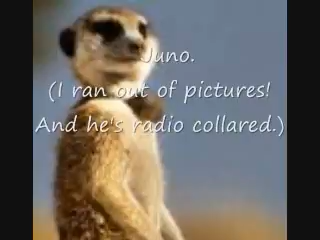 Juno.
(I ran out of pictures!
And he's radio collared.)